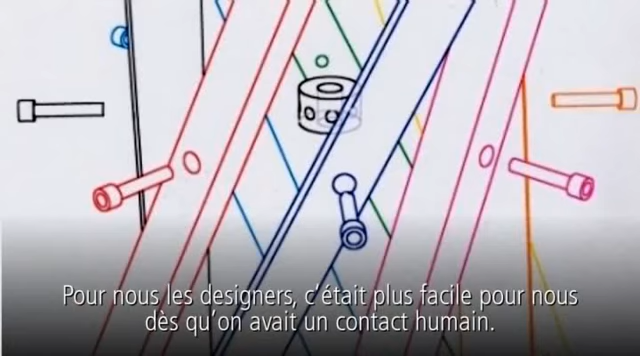 Pour nous les designers, c'était plus facile pour nous
dès qu'on avait un contact humain.